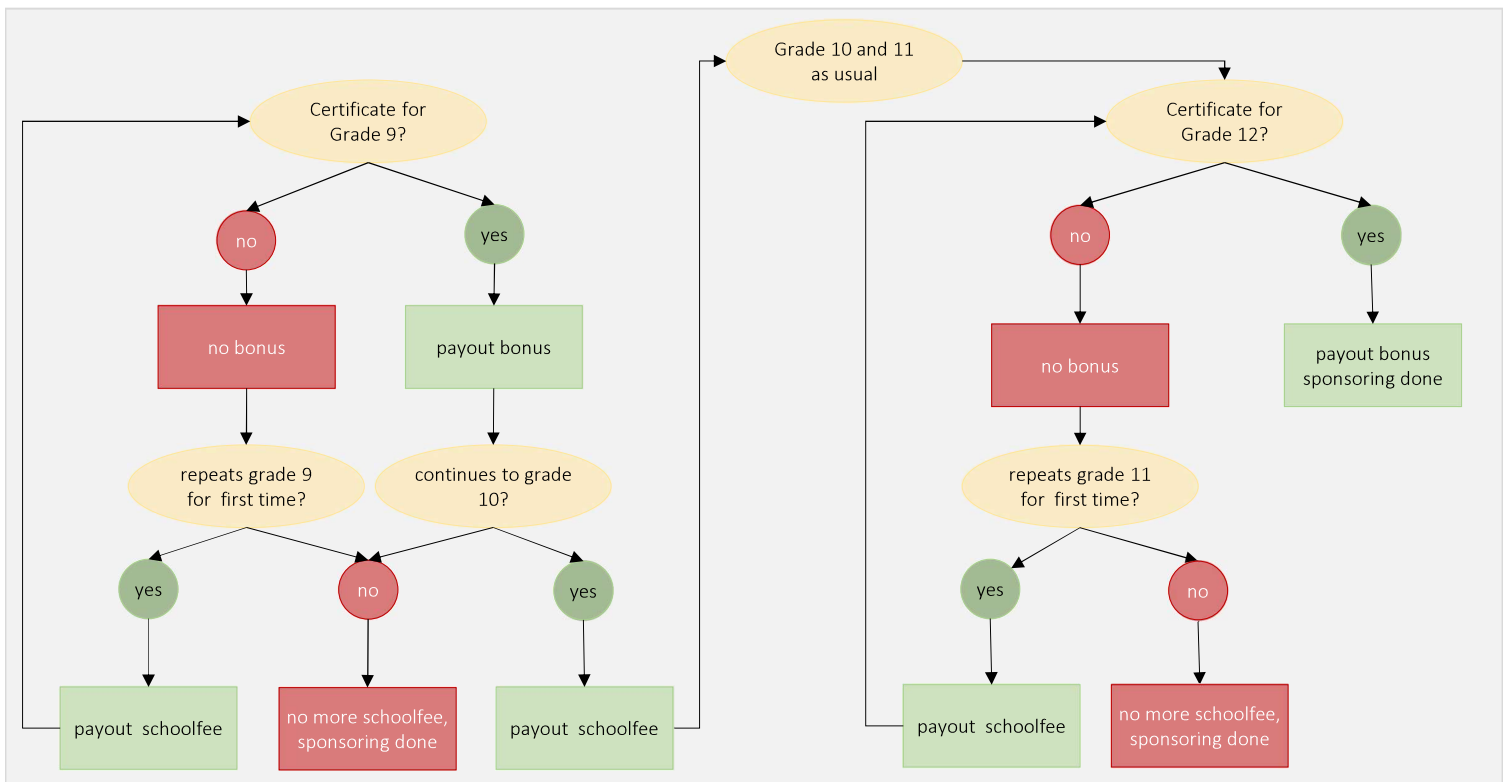 Grade 10 and 11
as usual
Certificate for
Grade 9?
Certificate for
Grade 12?
no
yes
no
yes
no bonus
payout bonus
no bonus
payout bonus
sponsoring done
repeats grade 9
for first time?
continues to grade
10?
repeats grade 11
for first time?
yes
no
yes
yes
no
payout schoolfee
no more schoolfee,
sponsoring done
payout schoolfee
payout schoolfee
no more schoolfee,
sponsoring done